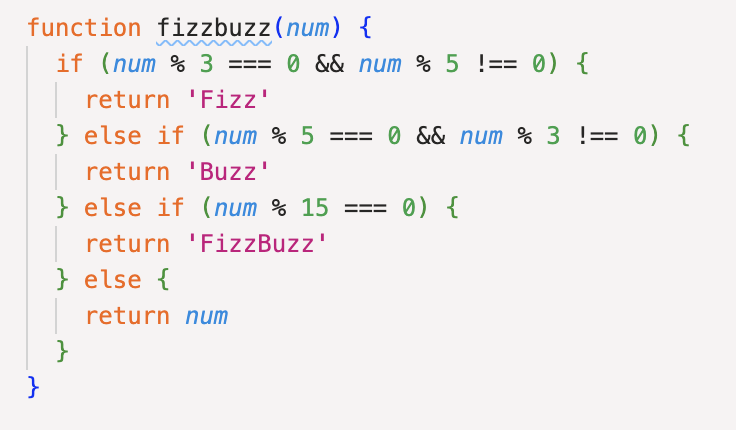 function fizzbuzz(num) {
  if (num % 3 === 0 && num % 5 !== 0) {
    return 'Fizz'
  } else if (num % 5 === 0 && num % 3 !== 0) {
    return 'Buzz'
  } else if (num % 15 === 0) {
    return 'FizzBuzz'
  } else {
    return num
  }
}